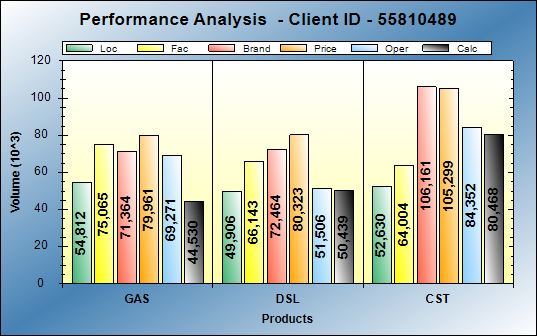 Performance Analysis - Client ID - 55810489
Loc Fac Brand Price Oper Calc
Volume (10^3)
120
100
80
60
40
20
0
54,812 75,065 71,364 79,961 69,271 44,530 49,906 66,143 72,464 80,323 51,506 50,439 52,630 64,004 106,161 105,299 84,352 80,468
GAS DSL CST
Products